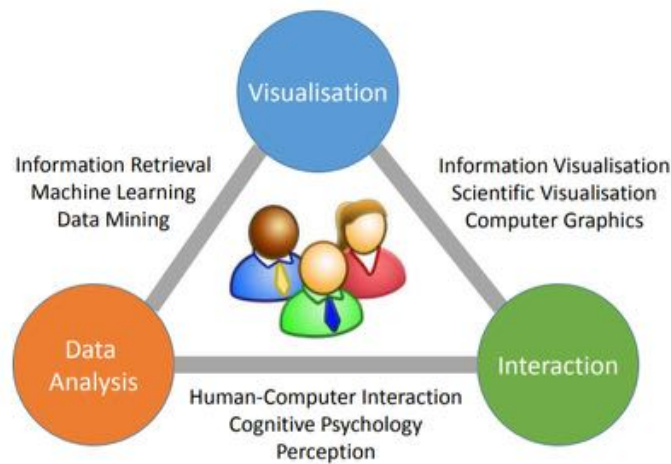 Visualisation
Information Retrieval
Machine Learning
Data Mining
Information Visualisation
Scientific Visualisation
Computer Graphics
Data
Analysis
Interaction
Human-Computer Interaction
Cognitive Psychology
Perception